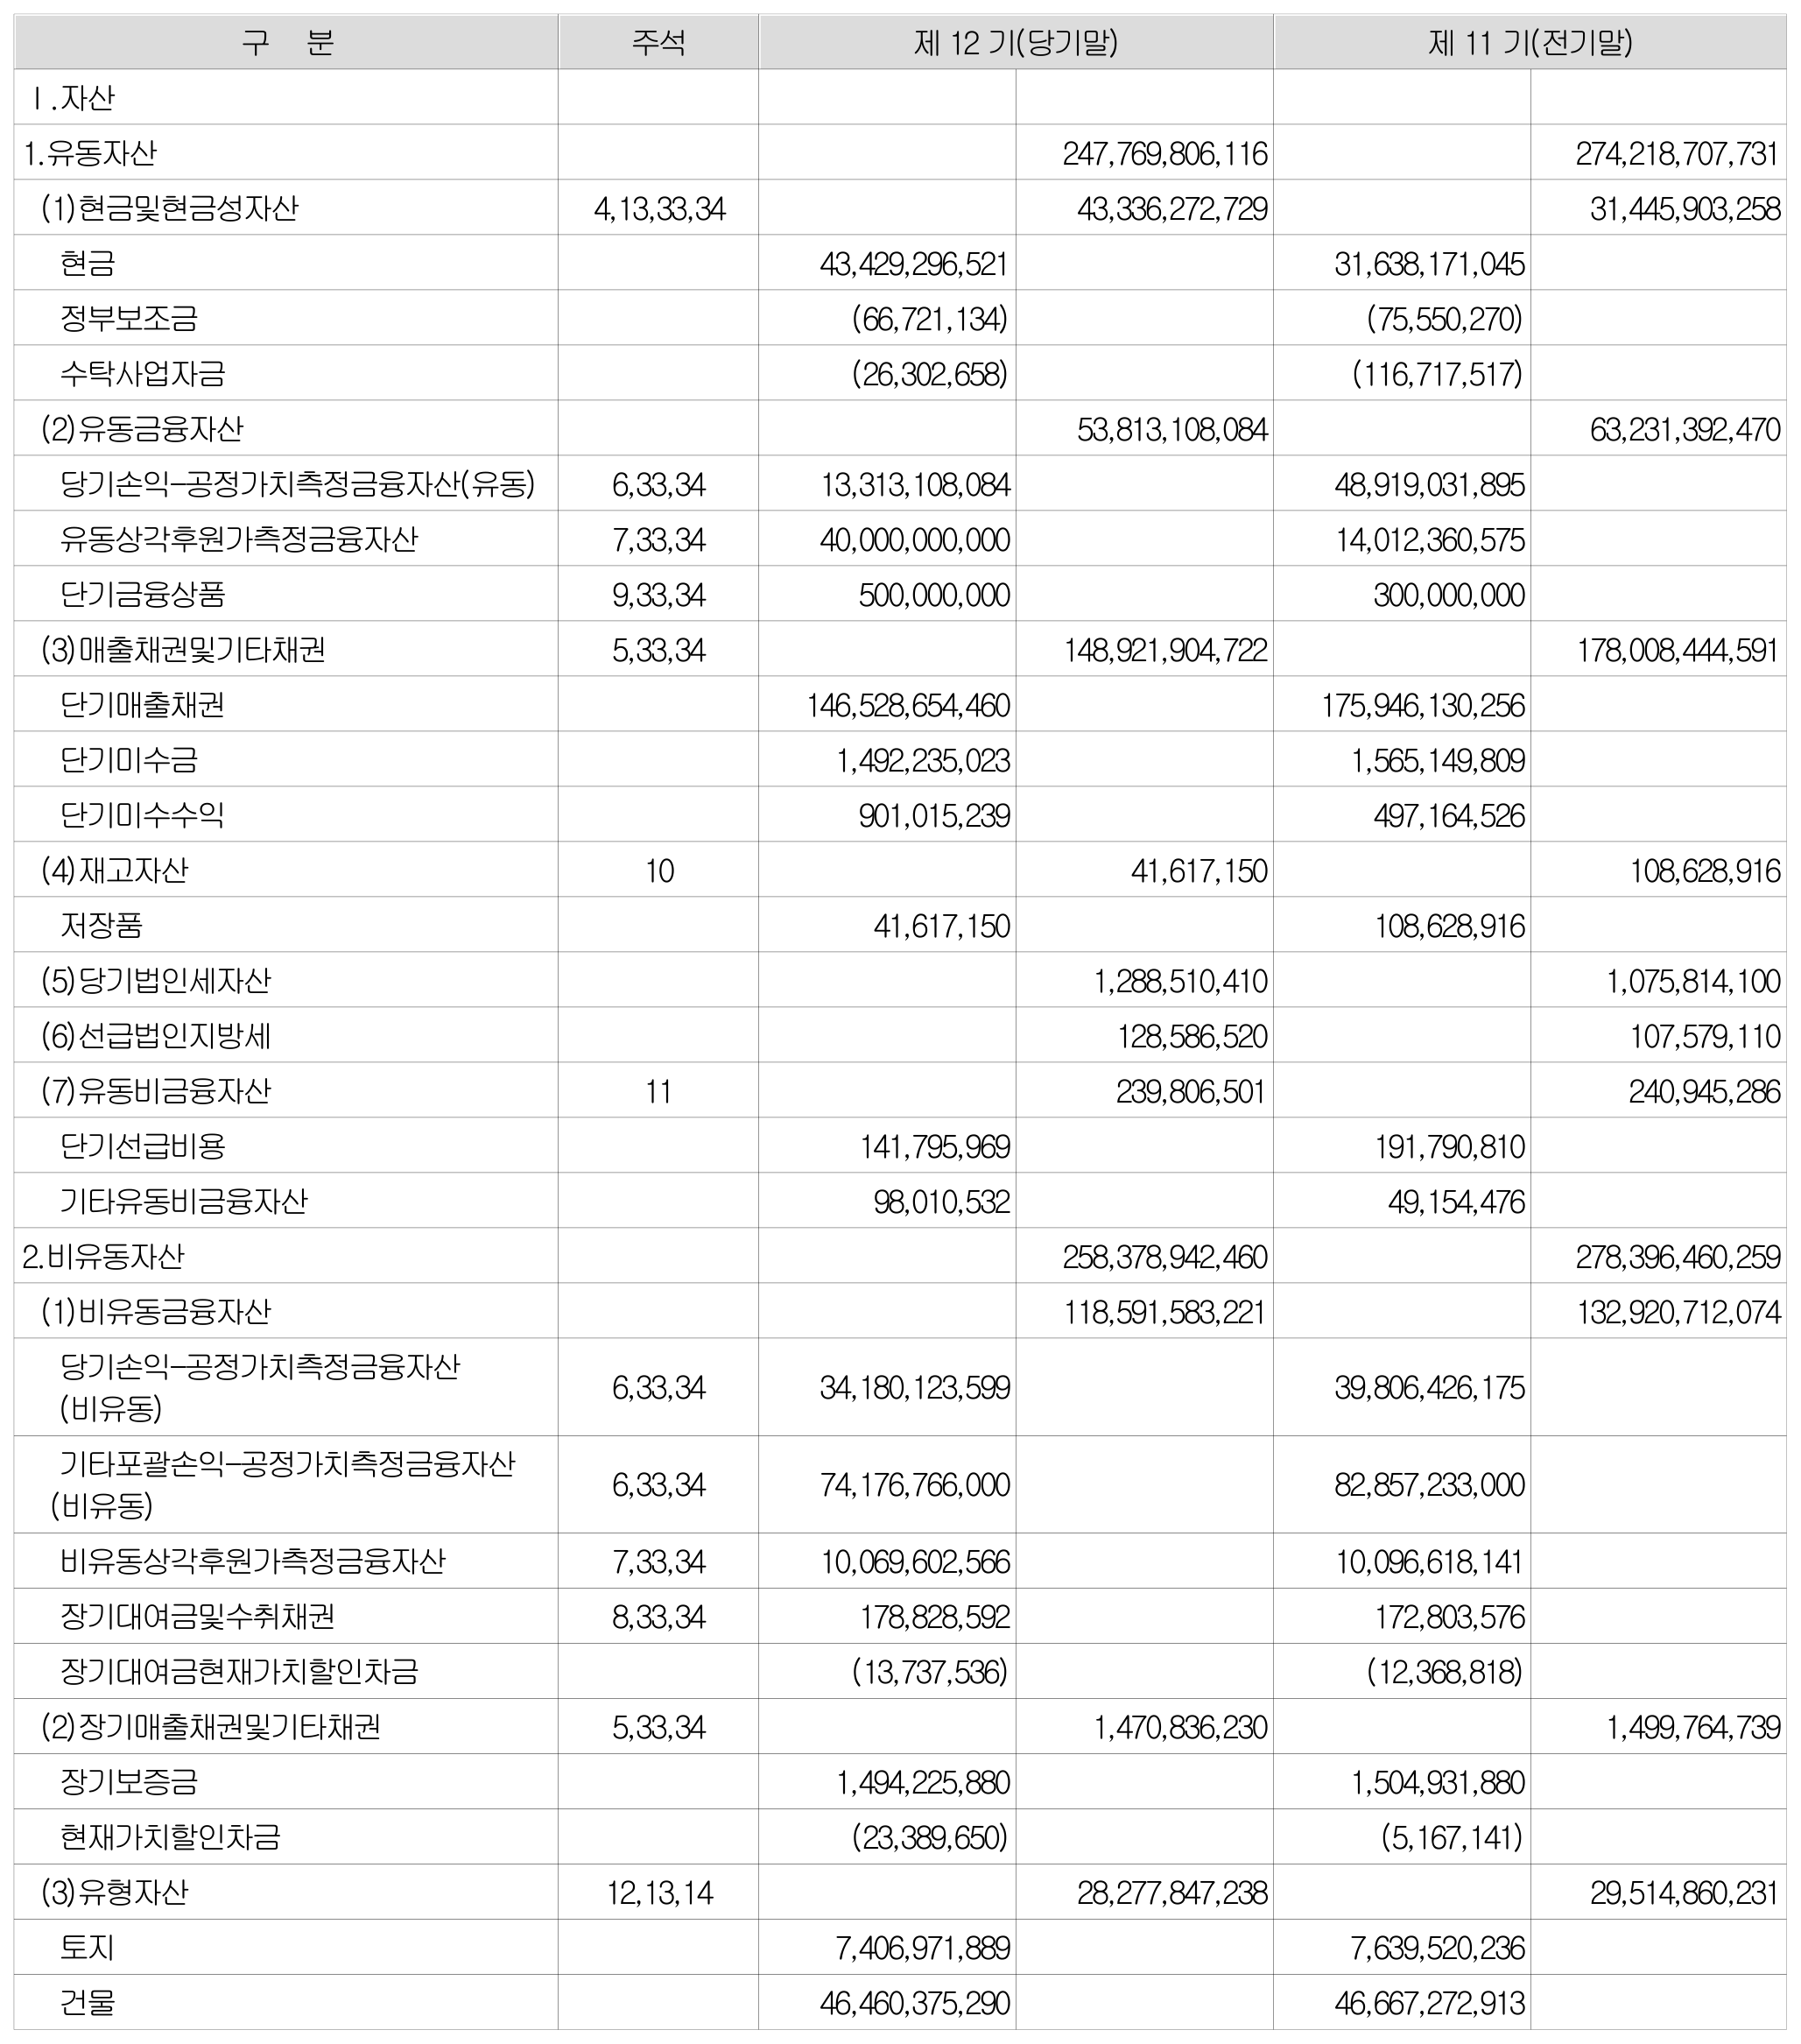 구 분 주석 제 12 기(당기말) 제 11 기(전기말)
Ⅰ.자산
1.유동자산 247,769,806,116 274,218,707,731
(1)현금및현금성자산 4,13,33,34 43,336,272,729 31,445,903,258
현금 43,429,296,521 31,638,171,045
정부보조금 (66,721,134) (75,550,270)
수탁사업자금 (26,302,658) (116,717,517)
(2)유동금융자산 53,813,108,084 63,231,392,470
당기손익–공정가치측정금융자산(유동) 6,33,34 13,313,108,084 48,919,031,895
유동상각후원가측정금융자산 7,33,34 40,000,000,000 14,012,360,575
단기금융상품 9,33,34 500,000,000 300,000,000
(3)매출채권및기타채권 5,33,34 148,921,904,722 178,008,444,591
단기매출채권 146,528,654,460 175,946,130,256
단기미수금 1,492,235,023 1,565,149,809
단기미수수익 901,015,239 497,164,526
(4)재고자산 10 41,617,150 108,628,916
저장품 41,617,150 108,628,916
(5)당기법인세자산 1,288,510,410 1,075,814,100
(6)선급법인지방세 128,586,520 107,579,110
(7)유동비금융자산 11 239,806,501 240,945,286
단기선급비용 141,795,969 191,790,810
기타유동비금융자산 98,010,532 49,154,476
2.비유동자산 258,378,942,460 278,396,460,259
(1)비유동금융자산 118,591,583,221 132,920,712,074
당기손익–공정가치측정금융자산
(비유동) 6,33,34 34,180,123,599 39,806,426,175
기타포괄손익–공정가치측정금융자산
(비유동) 6,33,34 74,176,766,000 82,857,233,000
비유동상각후원가측정금융자산 7,33,34 10,069,602,566 10,096,618,141
장기대여금및수취채권 8,33,34 178,828,592 172,803,576
장기대여금현재가치할인차금 (13,737,536) (12,368,818)
(2)장기매출채권및기타채권 5,33,34 1,470,836,230 1,499,764,739
장기보증금 1,494,225,880 1,504,931,880
현재가치할인차금 (23,389,650) (5,167,141)
(3)유형자산 12,13,14 28,277,847,238 29,514,860,231
토지 7,406,971,889 7,639,520,236
건물 46,460,375,290 46,667,272,913